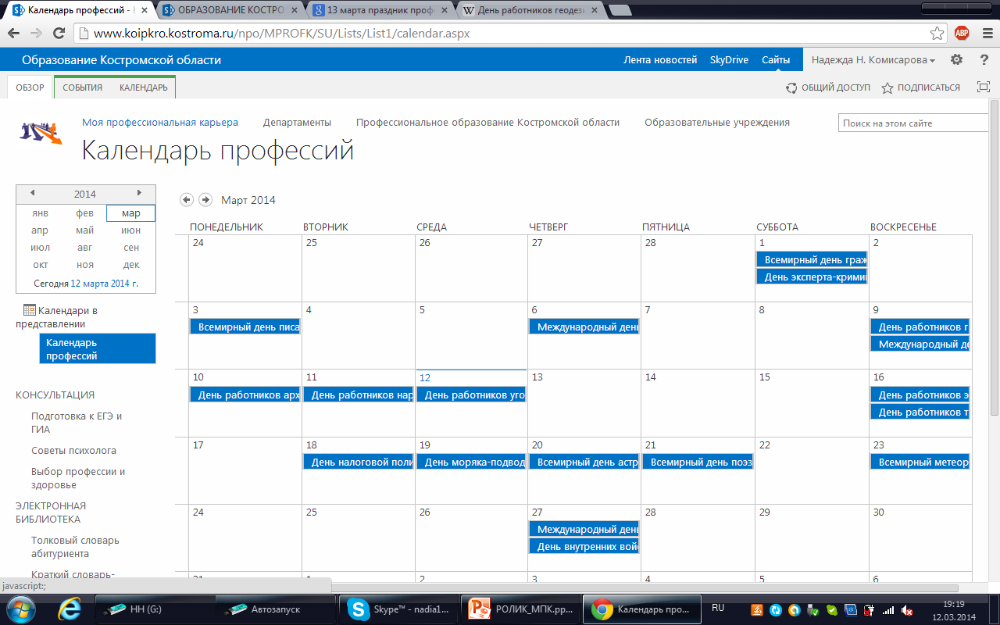 Календарь профессий - Н
ОБРАЗОВАНИЕ КОСТРО
13 марта праздник проф
День работников геодез
www.koipkro.kostroma.ru/npo/MPROFK/SU/Lists/List1/calendar.aspx
ABP
Образование Костромской области
Лента новостей SkyDrive Сайты Надежда Н. Комисарова ?
ОБЗОР СОБЫТИЯ КАЛЕНДАРЬ ОБЩИЙ ДОСТУП ПОДПИСАТЬСЯ
Моя профессиональная карьера Департаменты Профессиональное образование Костромской области Образовательные учреждения Поиск на этом сайте
Календарь профессий
2014
янв фев мар
апр май июн
июл авг сен
окт ноя дек
Сегодня 12 марта 2014 г.
Календари в
представлении
Календарь
профессий
КОНСУЛЬТАЦИЯ
Подготовка к ЕГЭ и
ГИА
Советы психолога
Выбор профессии и
здоровье
ЭЛЕКТРОННАЯ
БИБЛИОТЕКА
Толковый словарь
абитуриента
Краткий словарь-
Март 2014
ПОНЕДЕЛЬНИК ВТОРНИК СРЕДА ЧЕТВЕРГ ПЯТНИЦА СУББОТА ВОСКРЕСЕНЬЕ
24 25 26 27 28 1 2
Всемирный день граж
День эксперта-крими
3 4 5 6 7 8 9
Всемирный день писа Международный день День работников г
Международный де
10 11 12 13 14 15 16
День работников арх День работников нар День работников уго День работников э
День работников т
17 18 19 20 21 22 23
День налоговой поли День моряка-подвод Всемирный день астр Всемирный день поэз Всемирный метеор
24 25 26 27 28 29 30
Международный день
День внутренних вой
31 1 2 3 4 5 6
javascript:;
НН (G:) Автозапуск Skype™ - nadia1... РОЛИК_МПК.pp... Календарь про... RU 19:19
12.03.2014